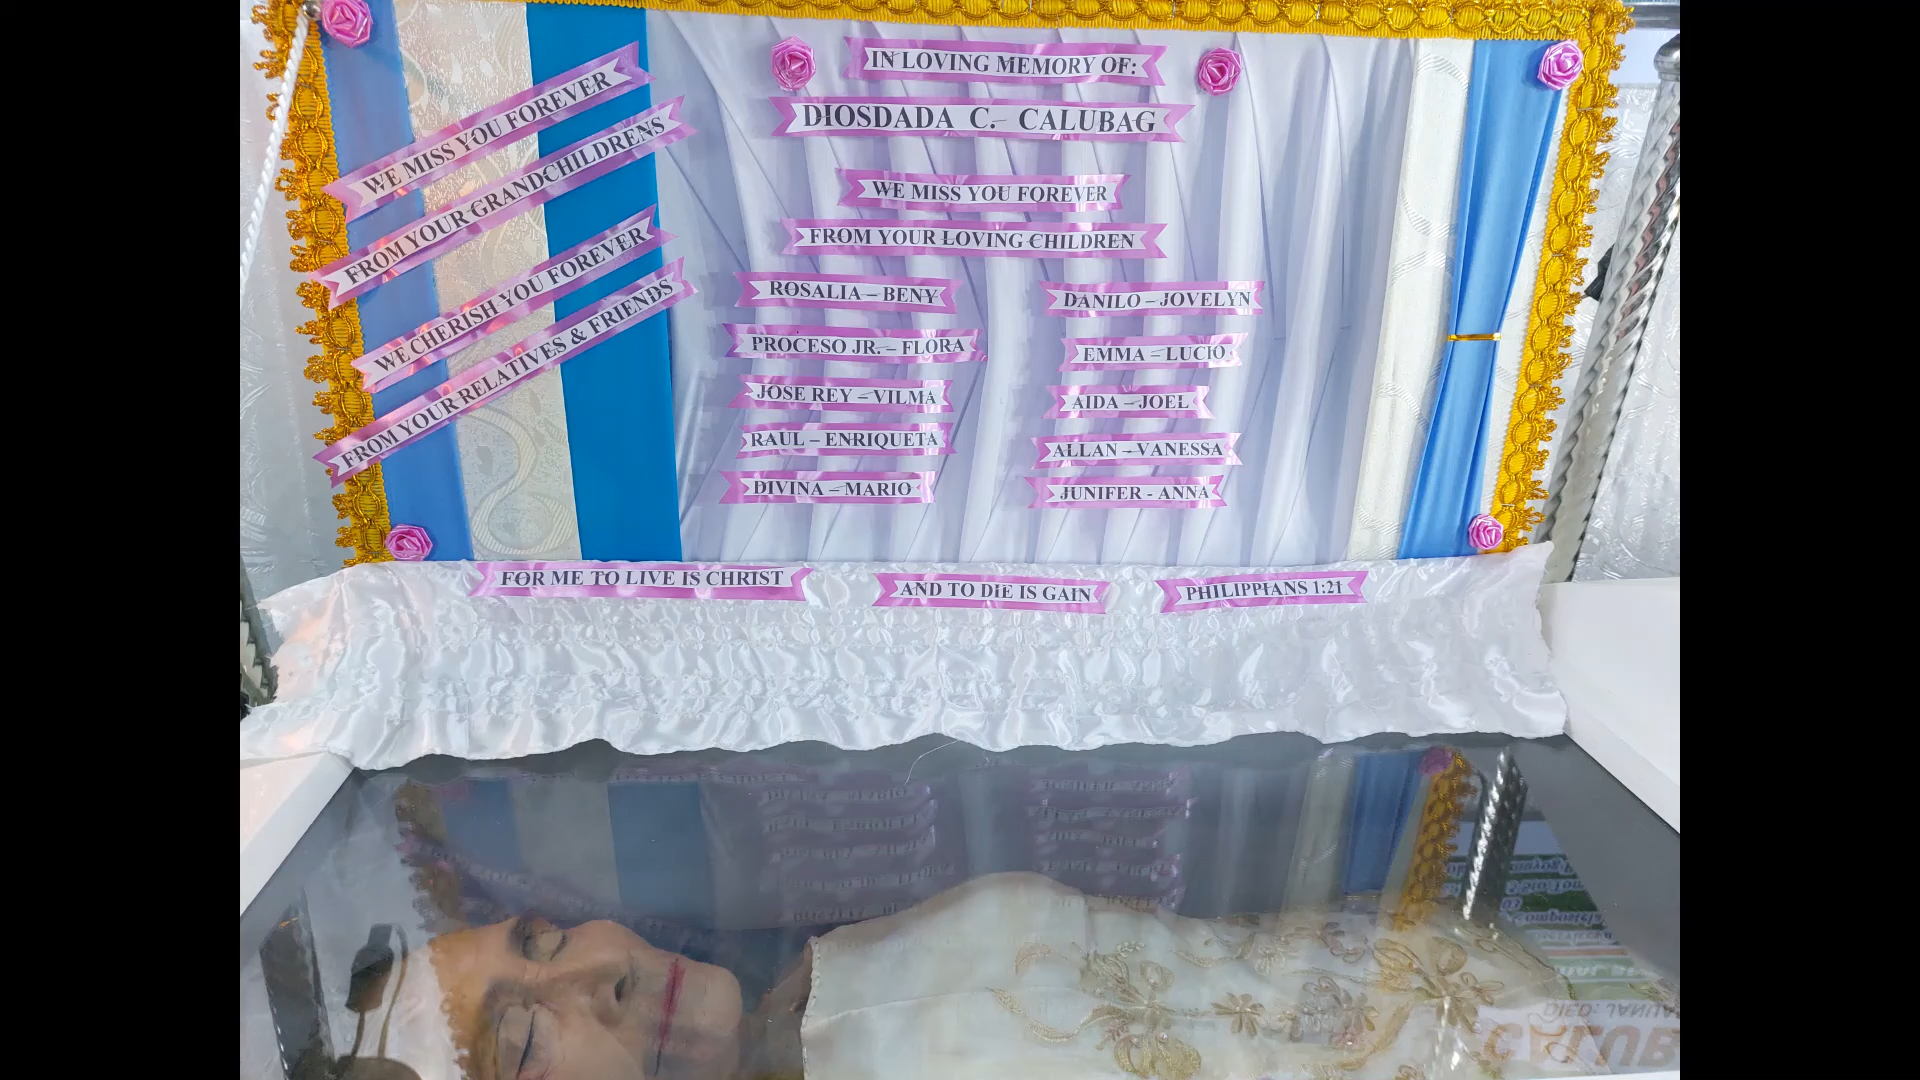 IN LOVING MEMORY OF:
DIOSDADA C. CALUBAG
WE MISS YOU FOREVER
FROM YOUR GRANDCHILDRENS
WE CHERISH YOU FOREVER
FROM YOUR RELATIVES & FRIENDS
WE MISS YOU FOREVER
FROM YOUR LOVING CHILDREN
ROSALIA – BENY
PROCESO JR. – FLORA
JOSE REY – VILMA
RAUL – ENRIQUETA
DIVINA – MARIO
DANILO – JOVELYN
EMMA – LUCIO
AIDA – JOEL
ALLAN – VANESSA
JUNIFER - ANNA
FOR ME TO LIVE IS CHRIST
AND TO DIE IS GAIN
PHILIPPIANS 1:21